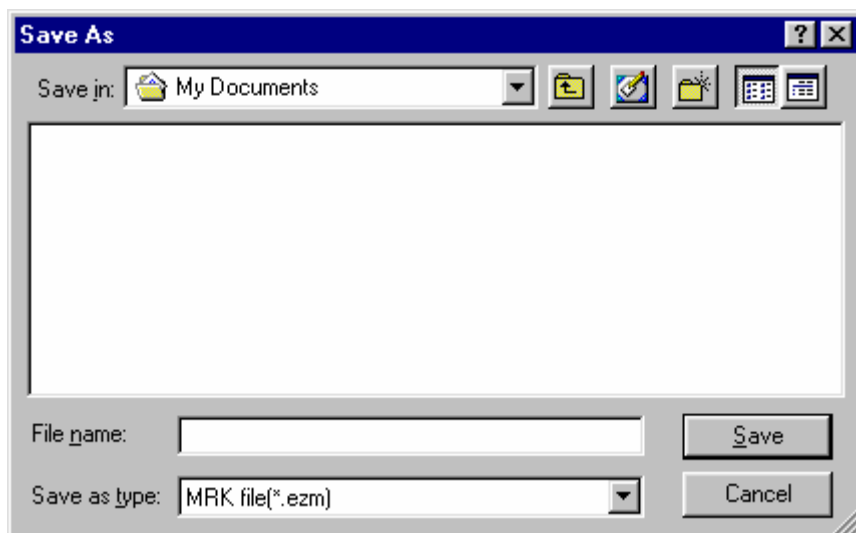 Save As
Save in: My Documents
File name:
Save
Save as type: MRK file(*.ezm)
Cancel